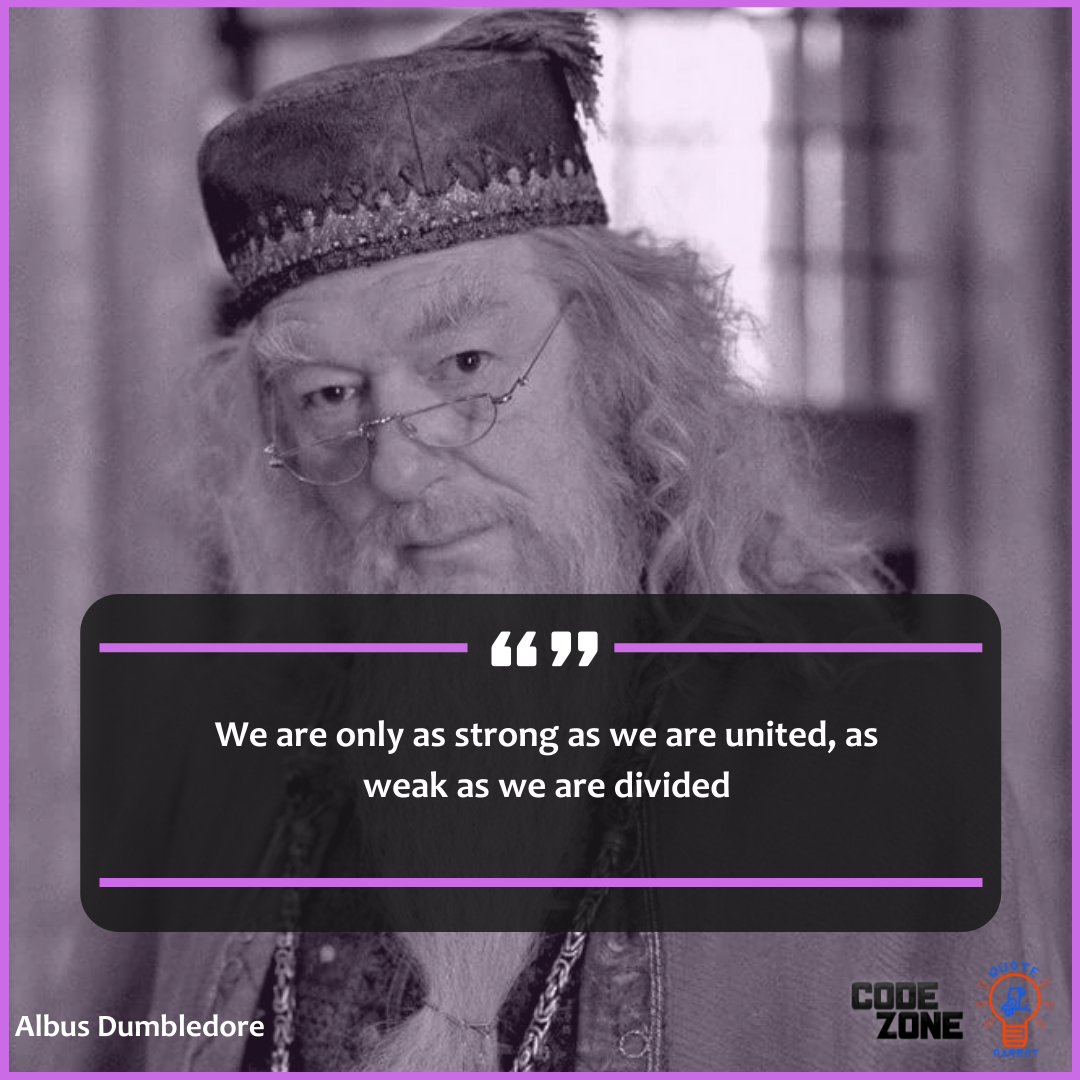 ❝❞
We are only as strong as we are united, as
weak as we are divided
Albus Dumbledore
CODE
ZONE
QUOTE